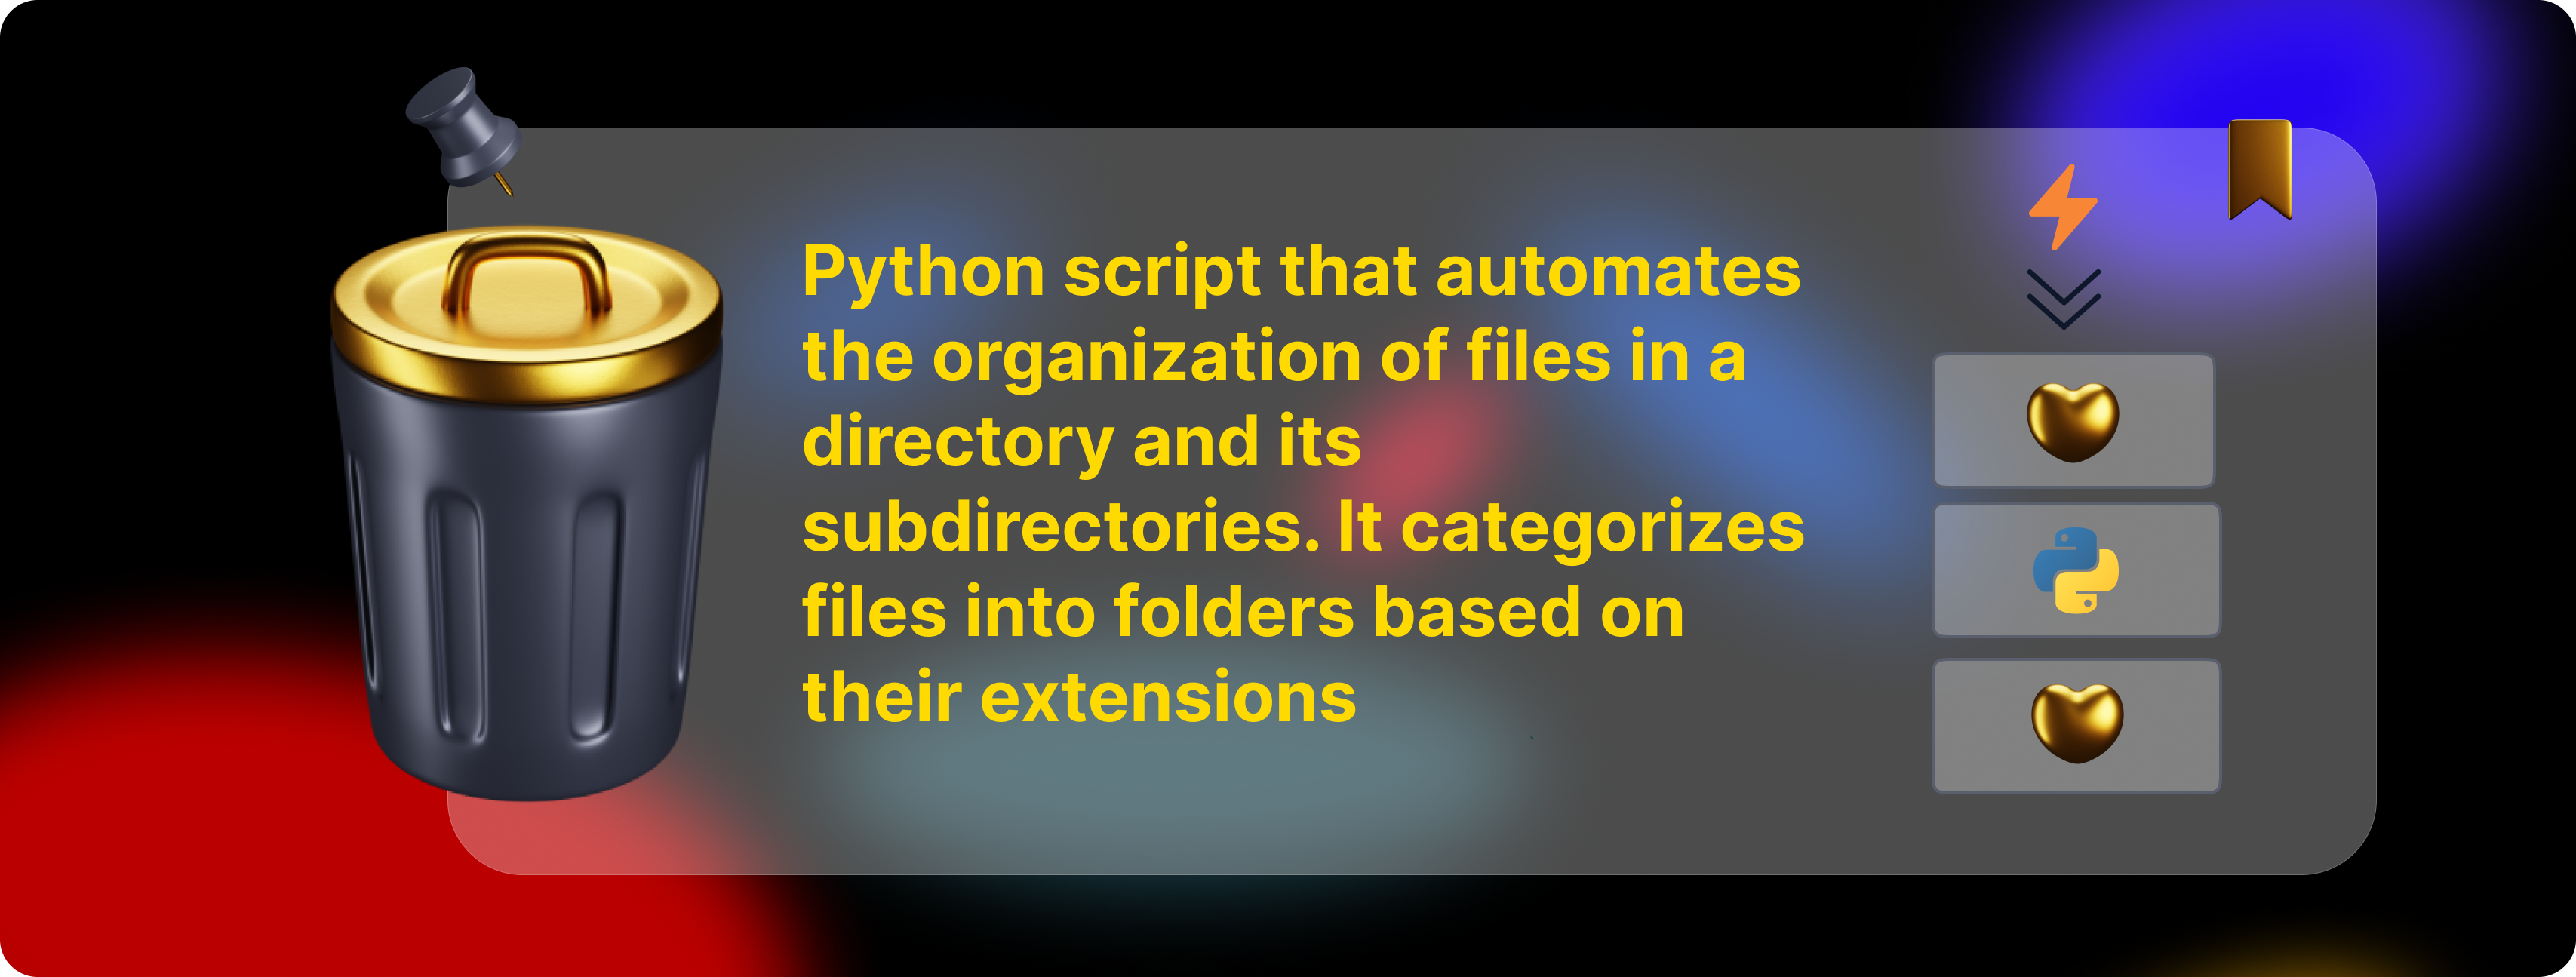 Python script that automates
the organization of files in a
directory and its
subdirectories. It categorizes
files into folders based on
their extensions